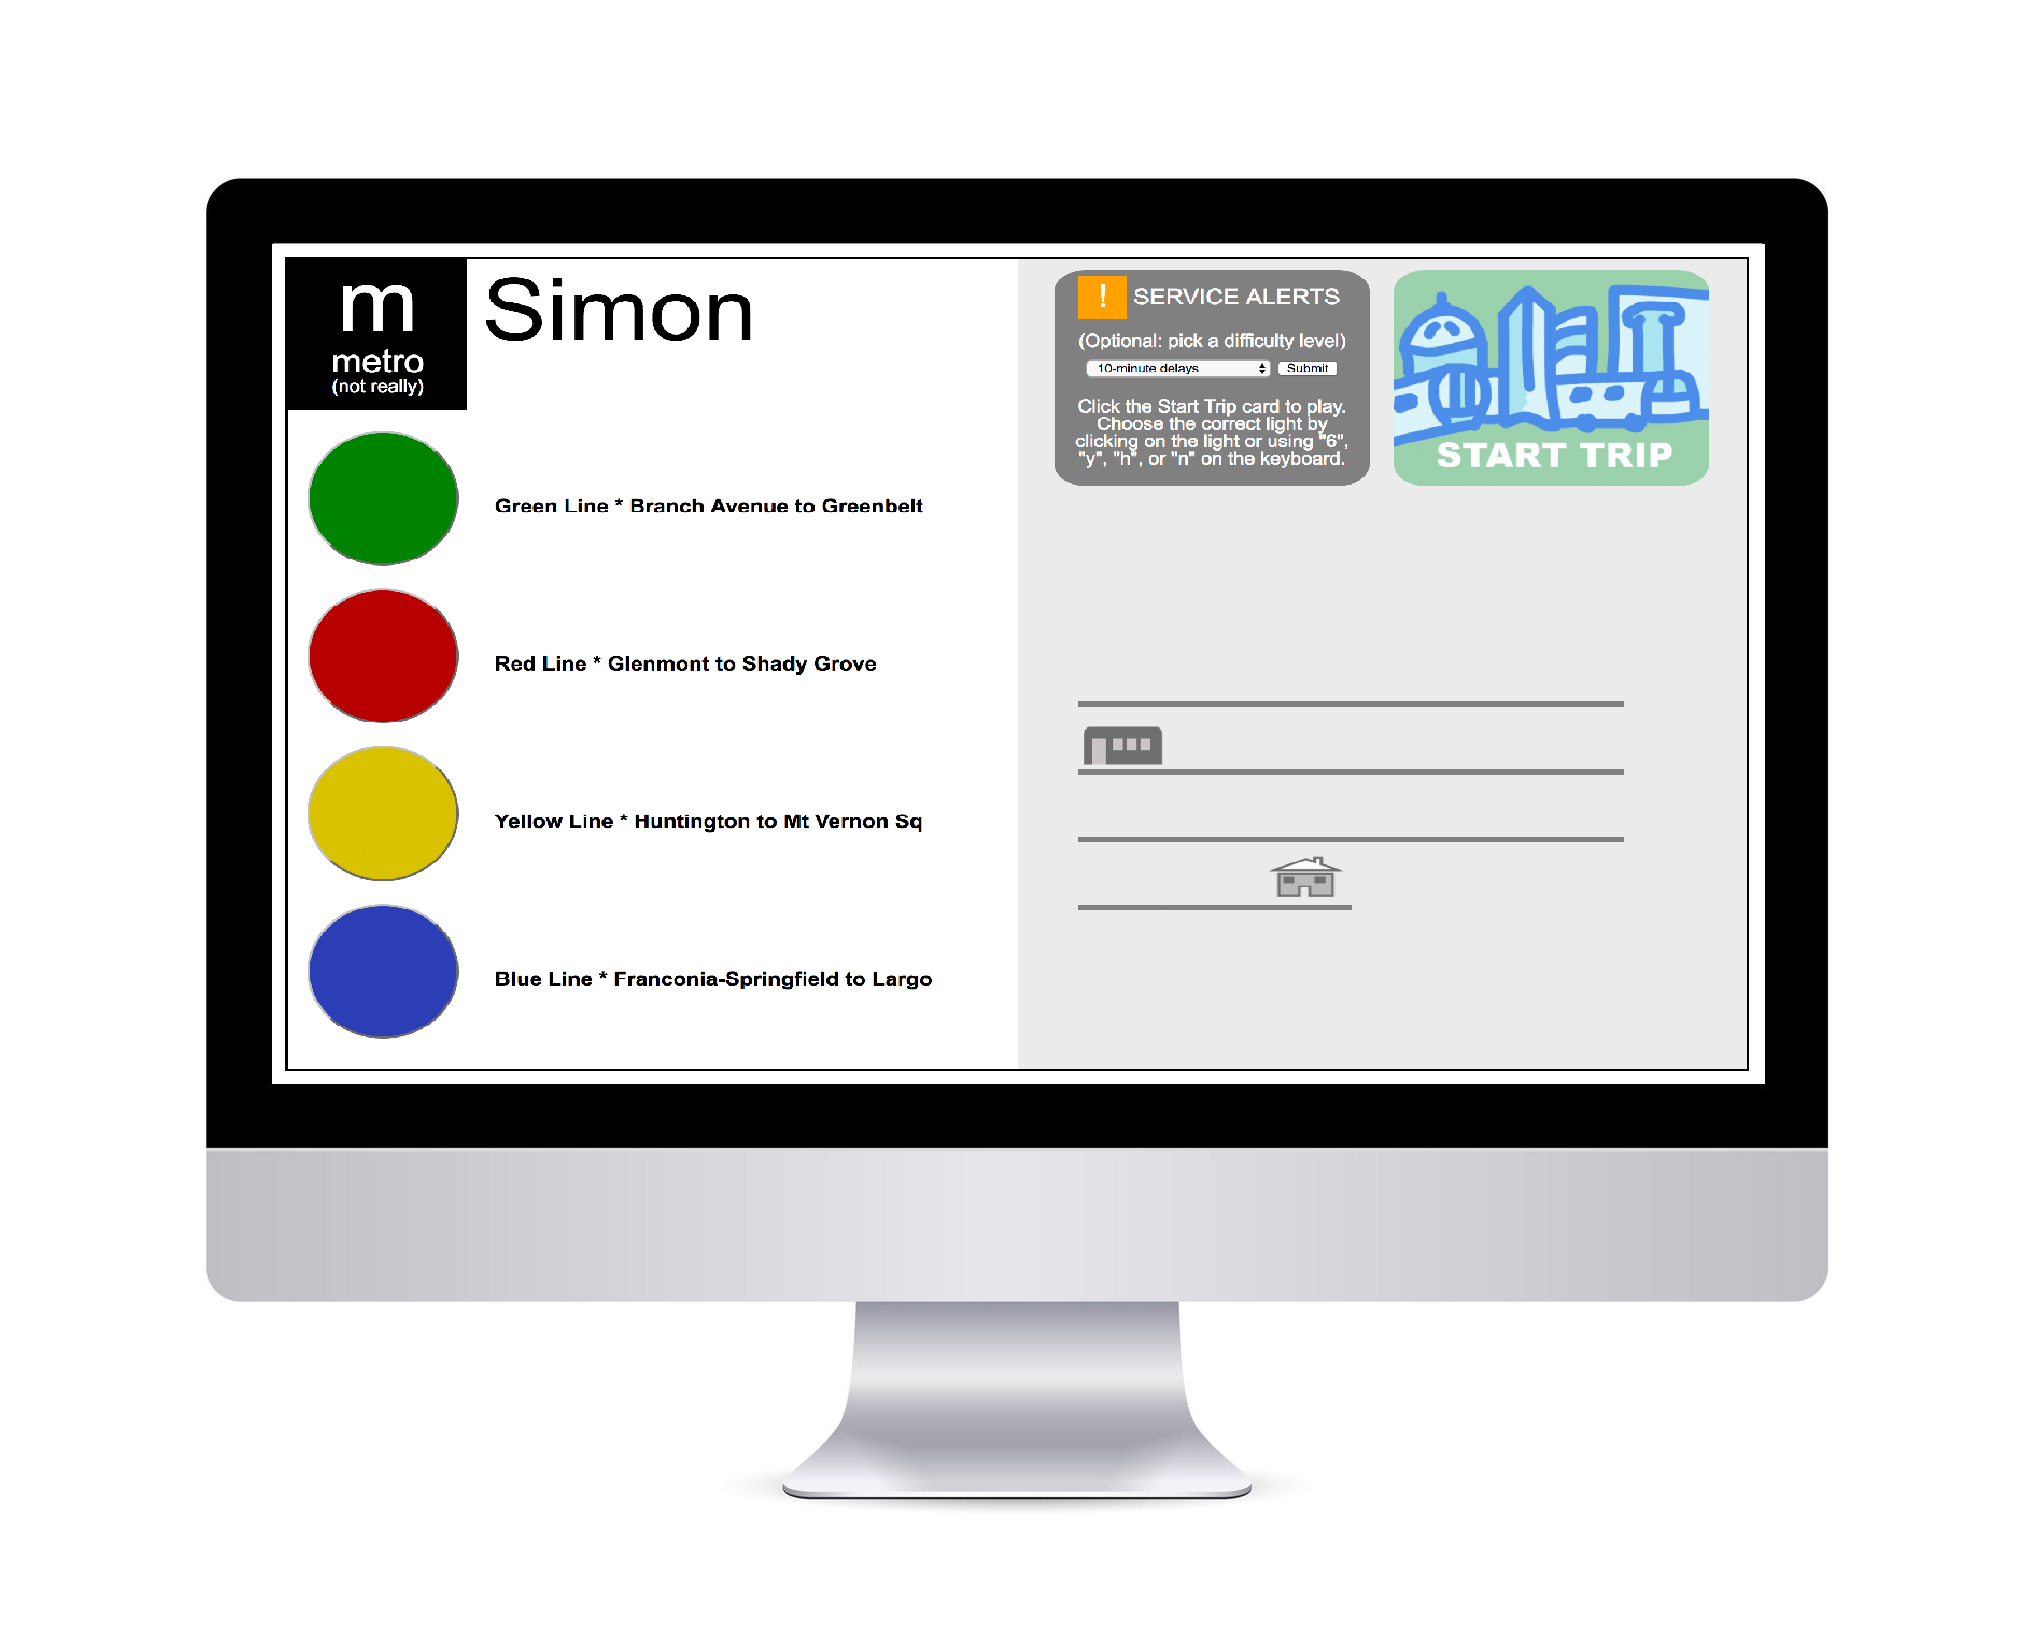 m
metro
(not really)
Simon
Green Line * Branch Avenue to Greenbelt
Red Line * Glenmont to Shady Grove
Yellow Line * Huntington to Mt Vernon Sq
Blue Line * Franconia-Springfield to Largo
! SERVICE ALERTS
(Optional: pick a difficulty level)
10-minute delays Submit
Click the Start Trip card to play.
Choose the correct light by
clicking on the light or using "6",
"y", "h", or "n" on the keyboard.
START TRIP